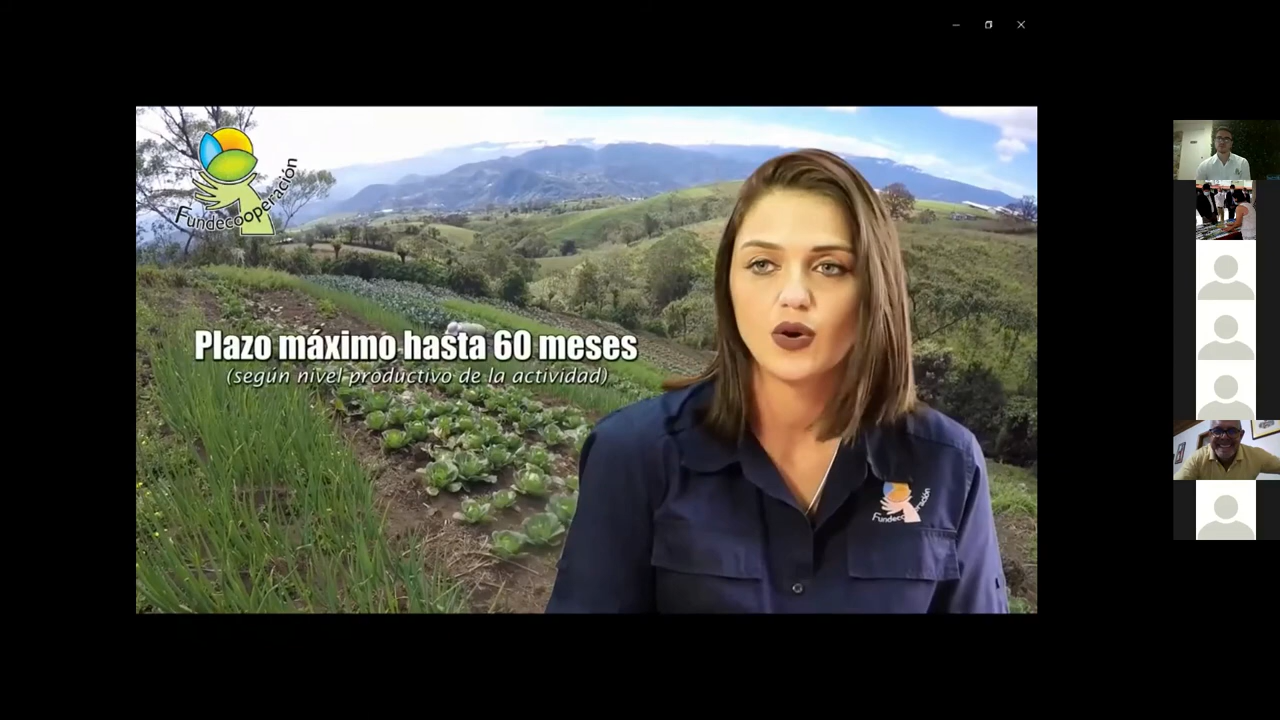 Fundecooperación
Plazo máximo hasta 60 meses
(según nivel productivo de la actividad)
Fundecooperación